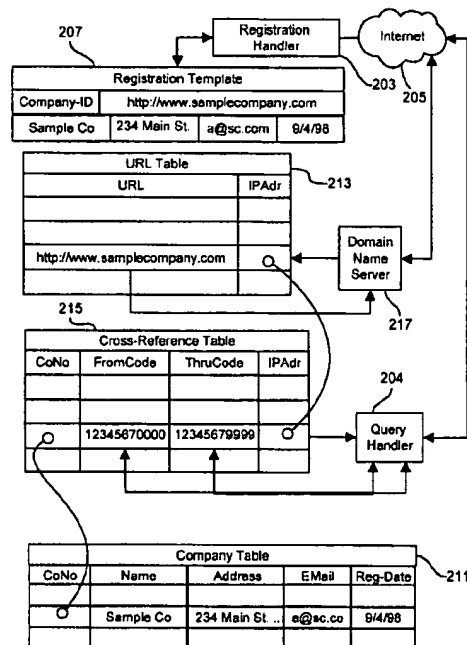 207
Registration Handler
Internet
203
205
Registration Template
Company-ID http://www.samplecompany.com
Sample Co 234 Main St. a@sc.com 9/4/98
URL Table
213
URL IPAdr
http://www.samplecompany.com
Domain Name Server
217
215
Cross-Reference Table
CoNo FromCode ThruCode IPAdr
12345670000 12345679999
204
Query Handler
Company Table
211
CoNo Name Address EMail Reg-Date
Sample Co 234 Main St. .. a@sc.co 9/4/98